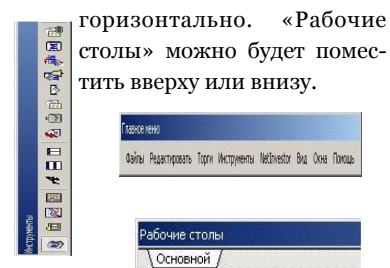 горизонтально. «Рабочие
столы» можно будет помес-
тить вверху или внизу.
Инструменты
Главное меню
Файлы Редактировать Торги Инструменты NetInvestor Вид Окна Помощь
Рабочие столы
Основной